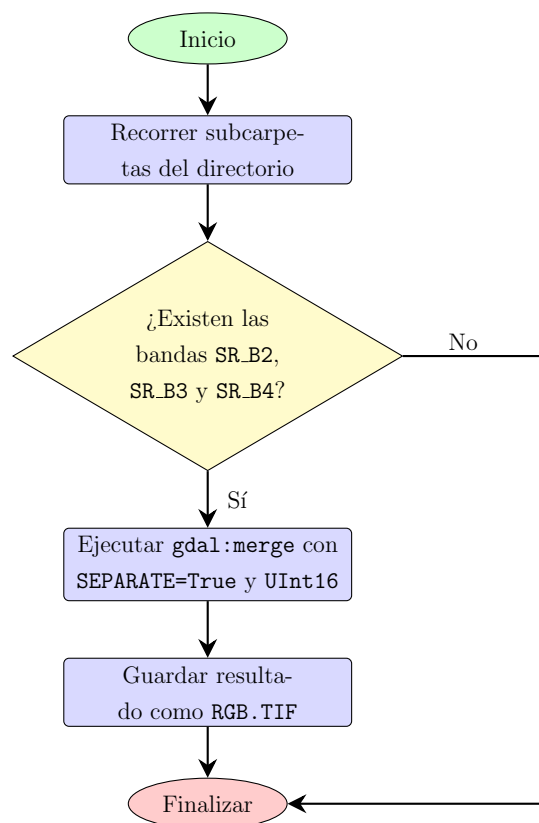 Inicio
Recorrer subcarpe-
tas del directorio
¿Existen las
bandas SR_B2,
SR_B3 y SR_B4?
No
Sí
Ejecutar gdal:merge con
SEPARATE=True y UInt16
Guardar resulta-
do como RGB.TIF
Finalizar